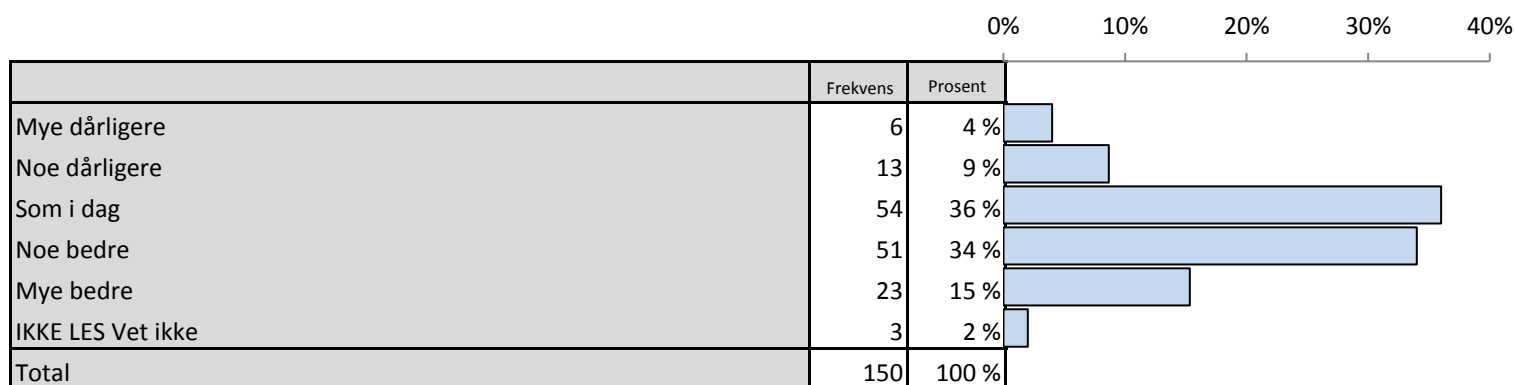 0% 10% 20% 30% 40%
Frekvens Prosent
Mye dårligere 6 4 %
Noe dårligere 13 9 %
Som i dag 54 36 %
Noe bedre 51 34 %
Mye bedre 23 15 %
IKKE LES Vet ikke 3 2 %
Total 150 100 %